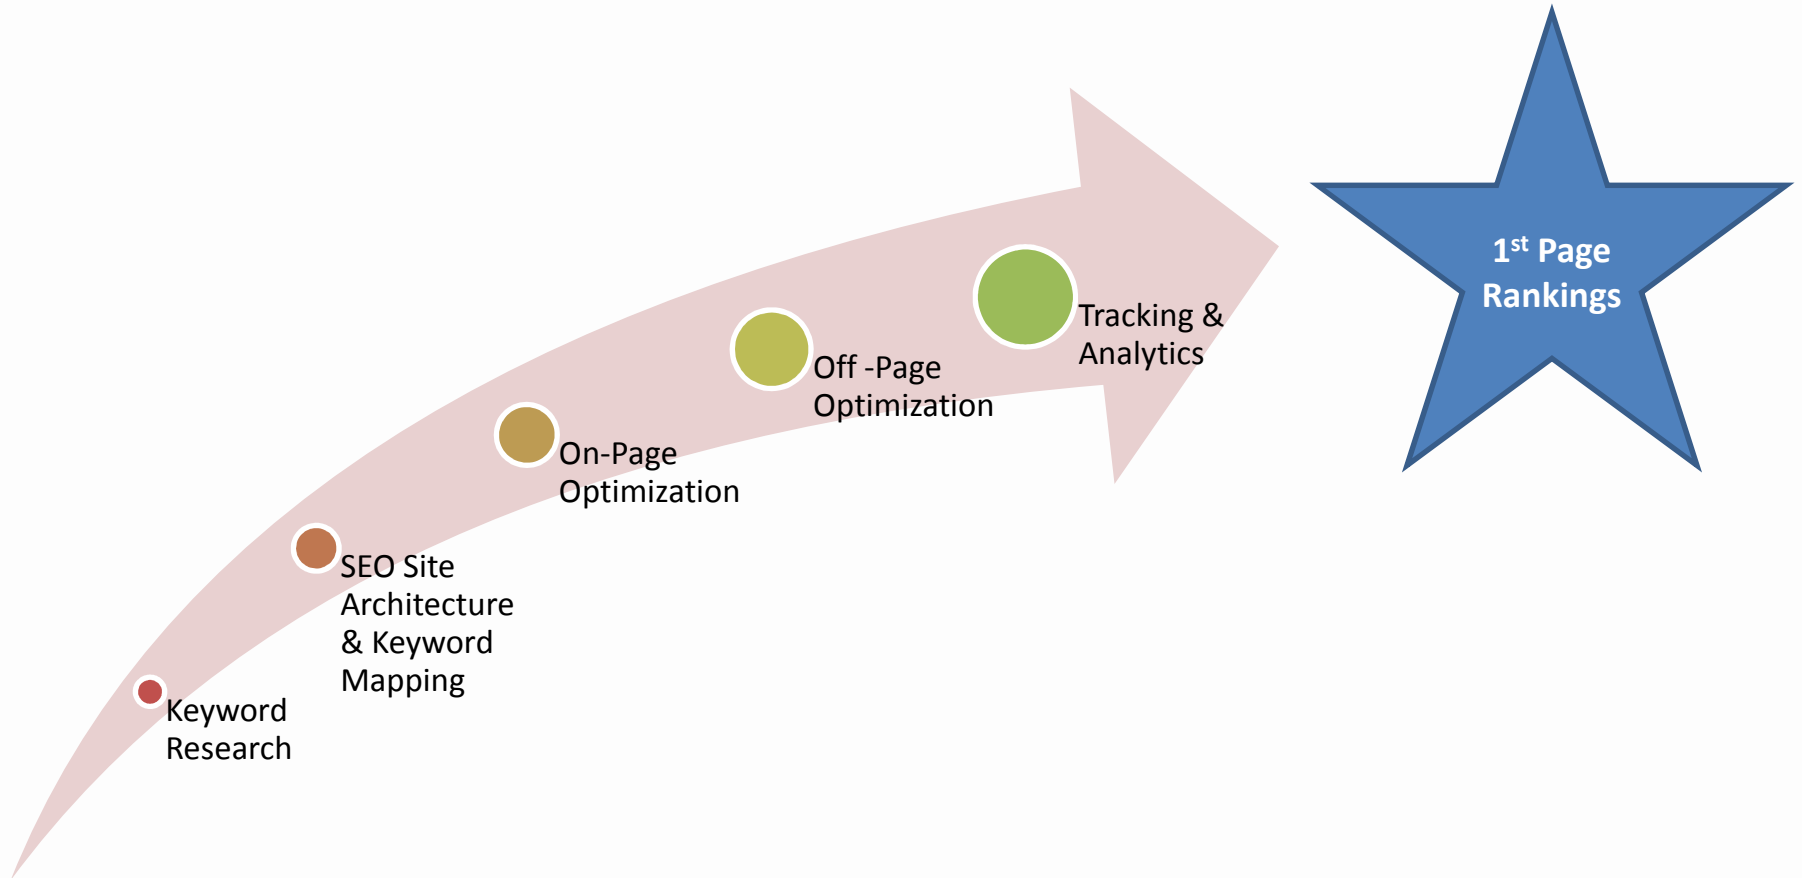 Keyword
Research
SEO Site
Architecture
& Keyword
Mapping
On-Page
Optimization
Off -Page
Optimization
Tracking &
Analytics
1st Page
Rankings